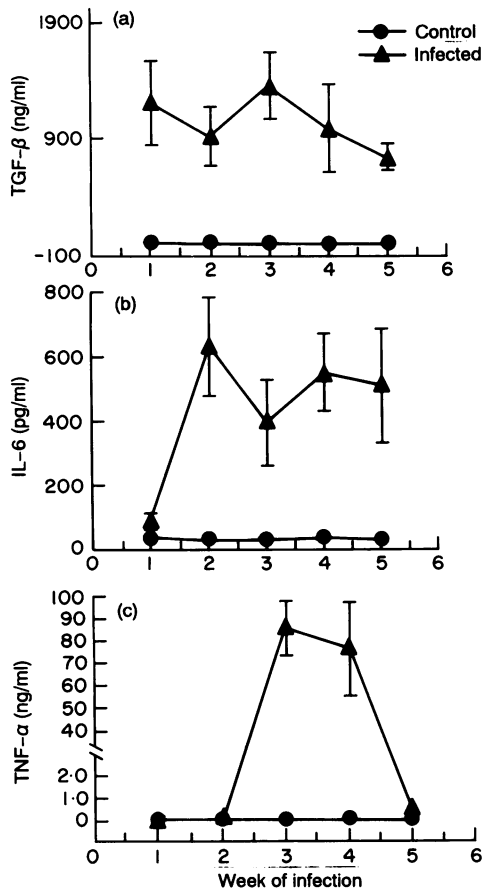 (a)
Control
Infected
TGF-β (ng/ml)
1900
900
-100
0 1 2 3 4 5 6
(b)
IL-6 (pg/ml)
800
600
400
200
0
0 1 2 3 4 5 6
(c)
TNF-α (ng/ml)
100
90
80
70
60
50
40
2·0
1·0
0
0 1 2 3 4 5 6
Week of infection